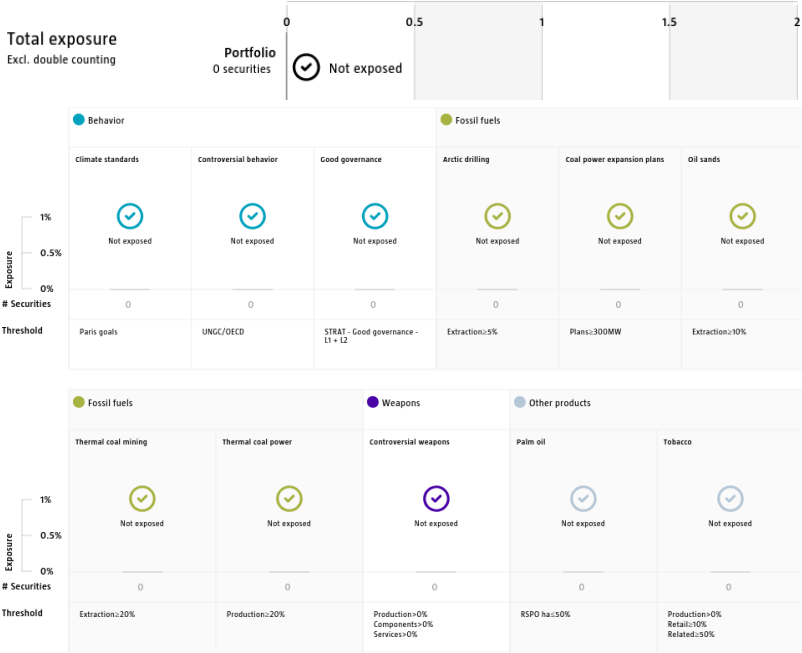 0 0.5 1 1.5 2
Total exposure
Excl. double counting
Portfolio
0 securities
Not exposed
Behavior Fossil fuels
Climate standards Controversial behavior Good governance Arctic drilling Coal power expansion plans Oil sands
Exposure
1%
0.5%
0%
Not exposed Not exposed Not exposed Not exposed Not exposed Not exposed
# Securities 0 0 0 0 0 0
Threshold Paris goals UNGC/OECD STRAT - Good governance - Extraction≥5% Plans≥300MW Extraction≥10%
L1 + L2
Fossil fuels Weapons Other products
Thermal coal mining Thermal coal power Controversial weapons Palm oil Tobacco
Exposure
1%
0.5%
0%
Not exposed Not exposed Not exposed Not exposed Not exposed
# Securities 0 0 0 0 0
Threshold Extraction≥20% Production≥20% Production>0% RSPO ha≤50% Production>0%
Components>0% Retail≥10%
Services>0% Related≥50%